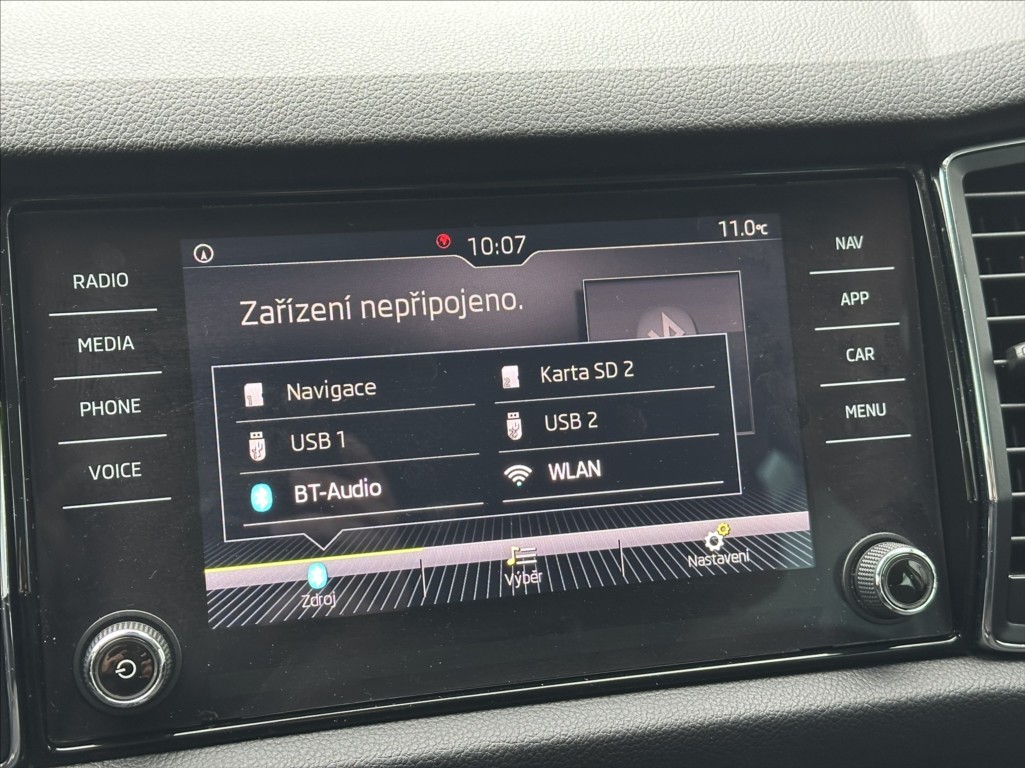 10:07
11.0°C
RADIO
MEDIA
PHONE
VOICE
Zařízení nepřipojeno.
Navigace
Karta SD 2
USB 1
USB 2
BT-Audio
WLAN
Zdroj
Výběr
Nastavení
NAV
APP
CAR
MENU